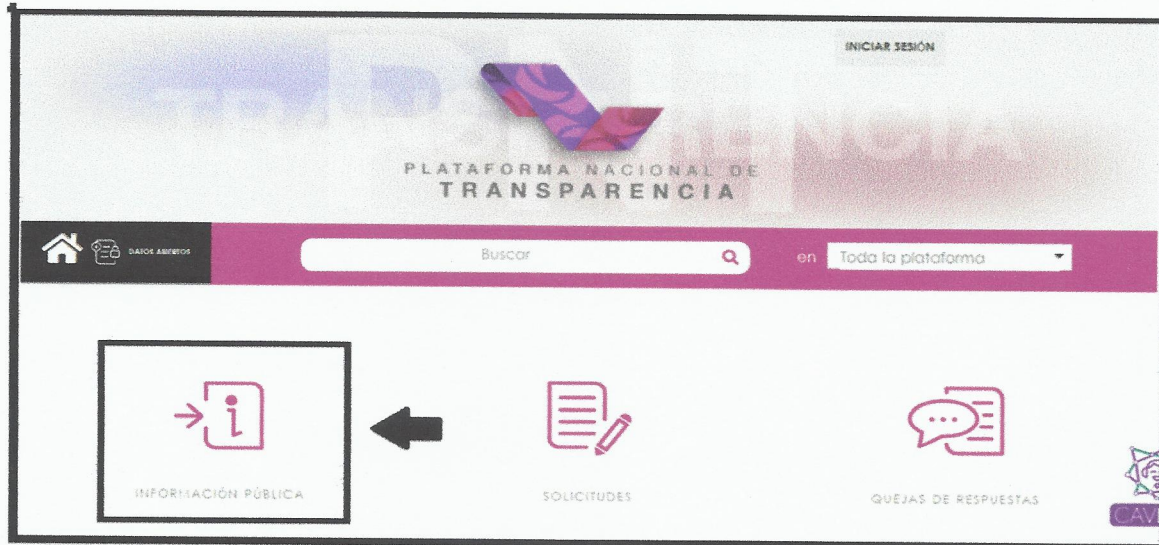 INICIAR SESIÓN
TRANSPARENCIA
PLATAFORMA NACIONAL DE
TRANSPARENCIA
DATOS ABIERTOS
Buscar
en
Toda la plataforma
INFORMACIÓN PÚBLICA
SOLICITUDES
QUEJAS DE RESPUESTAS